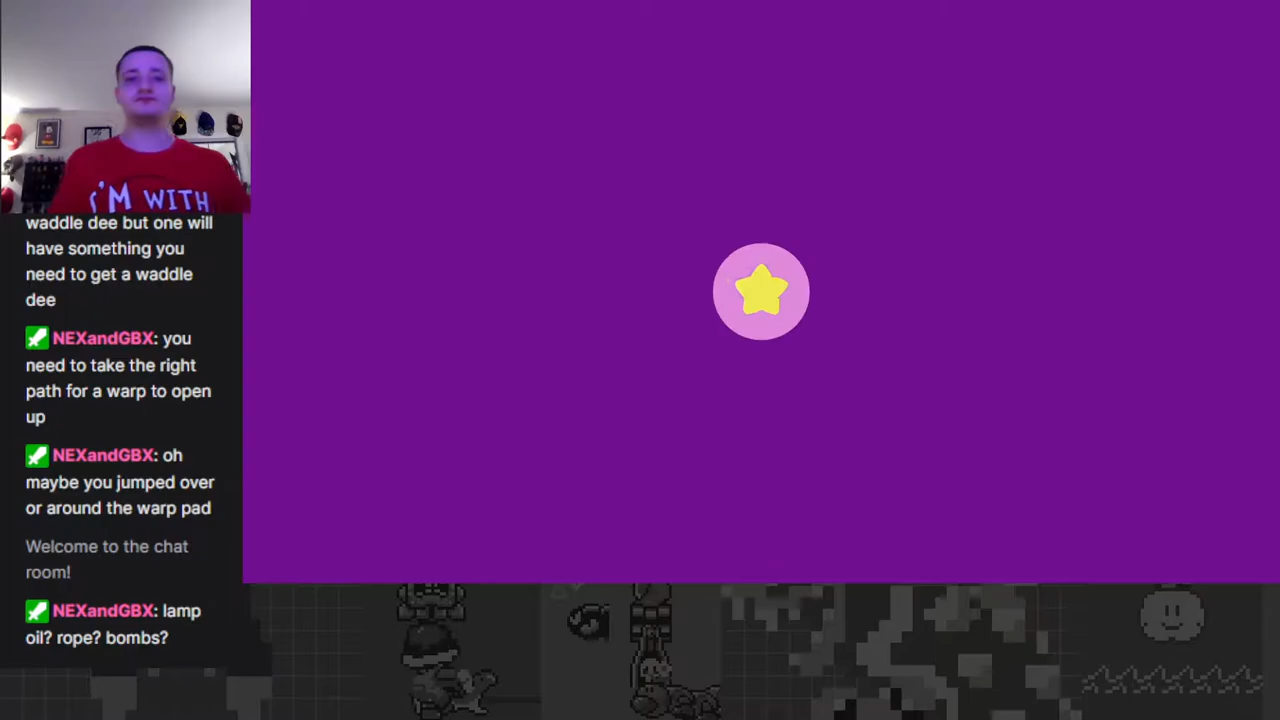 I'M WITH
waddle dee but one will
have something you
need to get a waddle
dee
NEXandGBX: you
need to take the right
path for a warp to open
up
NEXandGBX: oh
maybe you jumped over
or around the warp pad
Welcome to the chat
room!
NEXandGBX: lamp
oil? rope? bombs?